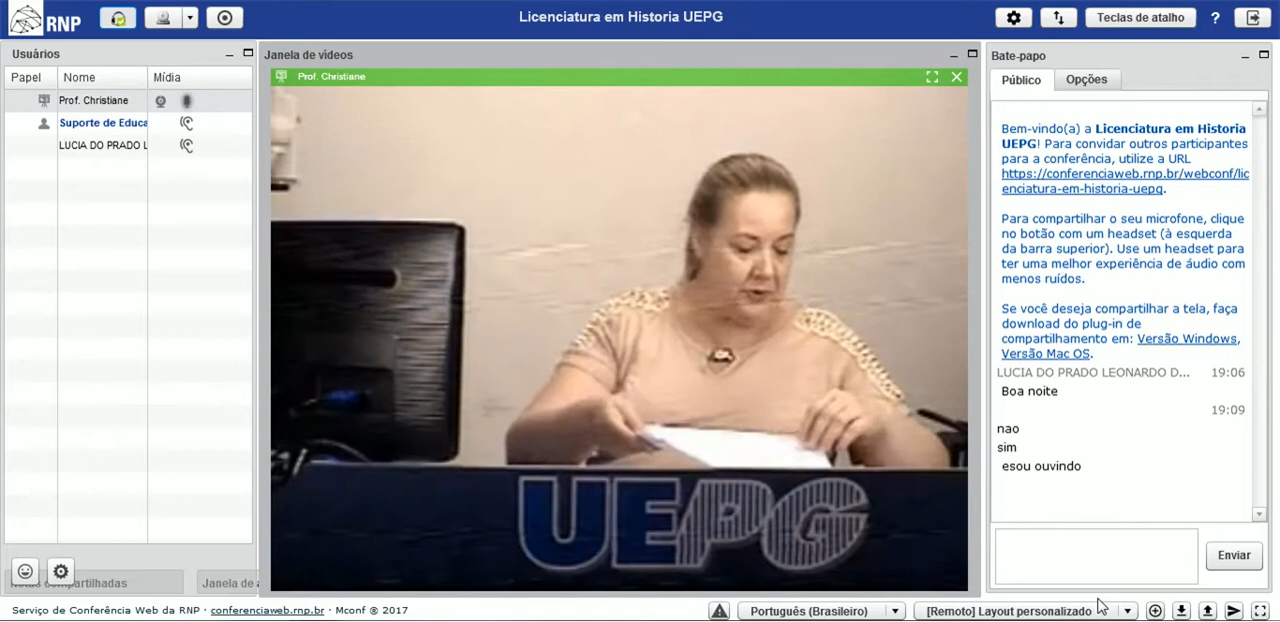 RNP
Licenciatura em Historia UEPG
Teclas de atalho
?
Usuários
Papel Nome Mídia
Prof. Christiane
Suporte de Educa
LUCIA DO PRADO L
Janela de vídeos
Prof. Christiane
UEPG
Bate-papo
Público Opções
Bem-vindo(a) a Licenciatura em Historia
UEPG! Para convidar outros participantes
para a conferência, utilize a URL
https://conferenciaweb.rnp.br/webconf/lic
enciatura-em-historia-uepg.
Para compartilhar o seu microfone, clique
no botão com um headset (à esquerda
da barra superior). Use um headset para
ter uma melhor experiência de áudio com
menos ruídos.
Se você deseja compartilhar a tela, faça
download do plug-in de
compartilhamento em: Versão Windows,
Versão Mac OS.
LUCIA DO PRADO LEONARDO D... 19:06
Boa noite
19:09
nao
sim
esou ouvindo
Enviar
compartilhadas
Janela de
Serviço de Conferência Web da RNP · conferenciaweb.rnp.br · Mconf ® 2017
Português (Brasileiro)
[Remoto] Layout personalizado